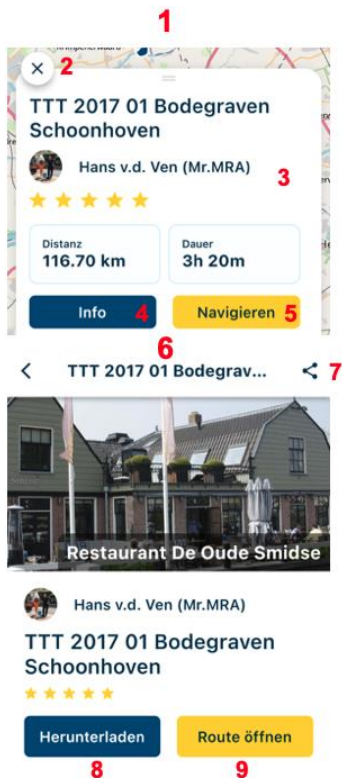 1
2
TTT 2017 01 Bodegraven
Schoonhoven
Hans v.d. Ven (Mr.MRA)
3
Distanz
116.70 km
Dauer
3h 20m
Info 4
Navigieren 5
6
TTT 2017 01 Bodegrav...
7
Restaurant De Oude Smidse
Hans v.d. Ven (Mr.MRA)
TTT 2017 01 Bodegraven
Schoonhoven
Herunterladen
Route öffnen
8
9